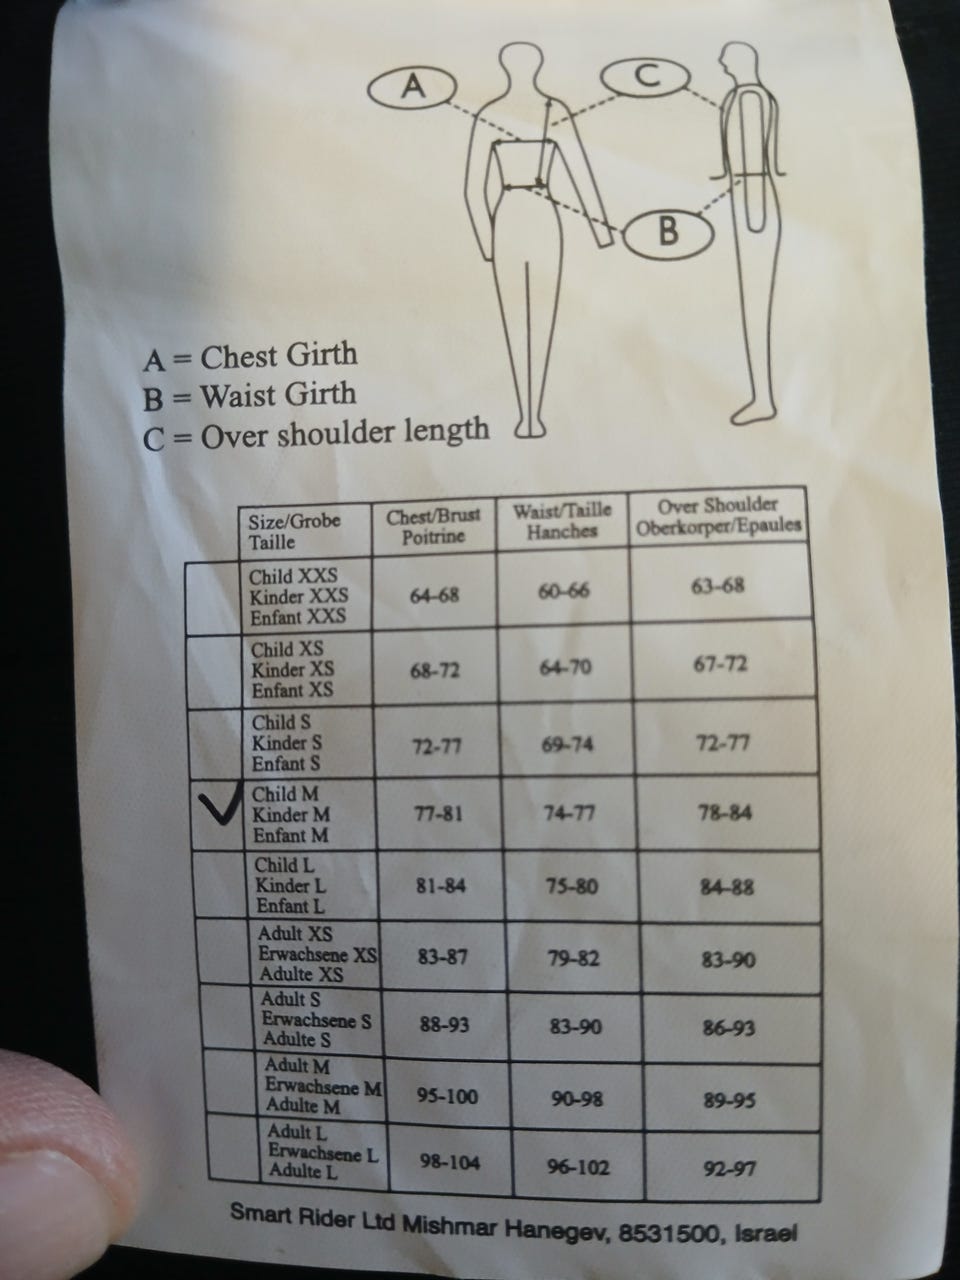 A
C
B
A = Chest Girth
B = Waist Girth
C = Over shoulder length
Size/Grobe Taille Chest/Brust Poitrine Waist/Taille Hanches Over Shoulder Oberkorper/Epaules
Child XXS
Kinder XXS 64-68 60-66 63-68
Enfant XXS
Child XS
Kinder XS 68-72 64-70 67-72
Enfant XS
Child S
Kinder S 72-77 69-74 72-77
Enfant S
Child M
Kinder M 77-81 74-77 78-84
Enfant M
Child L
Kinder L 81-84 75-80 84-88
Enfant L
Adult XS
Erwachsene XS 83-87 79-82 83-90
Adulte XS
Adult S
Erwachsene S 88-93 83-90 86-93
Adulte S
Adult M
Erwachsene M 95-100 90-98 89-95
Adulte M
Adult L
Erwachsene L 98-104 96-102 92-97
Adulte L
Smart Rider Ltd Mishmar Hanegev, 8531500, Israel